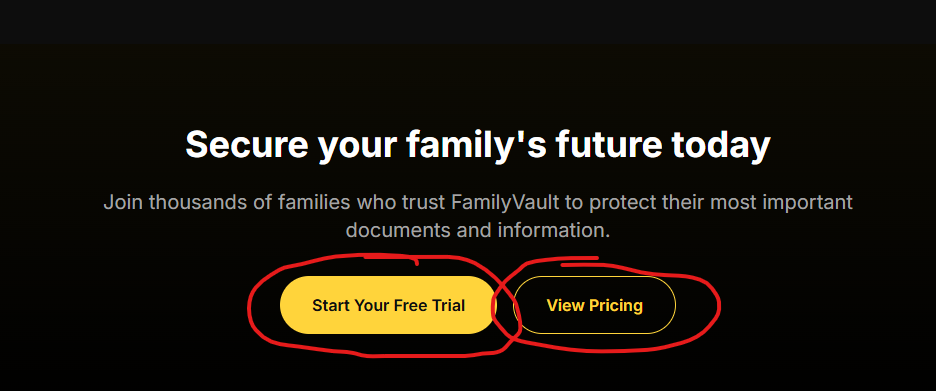 Secure your family's future today
Join thousands of families who trust FamilyVault to protect their most important
documents and information.
Start Your Free Trial
View Pricing